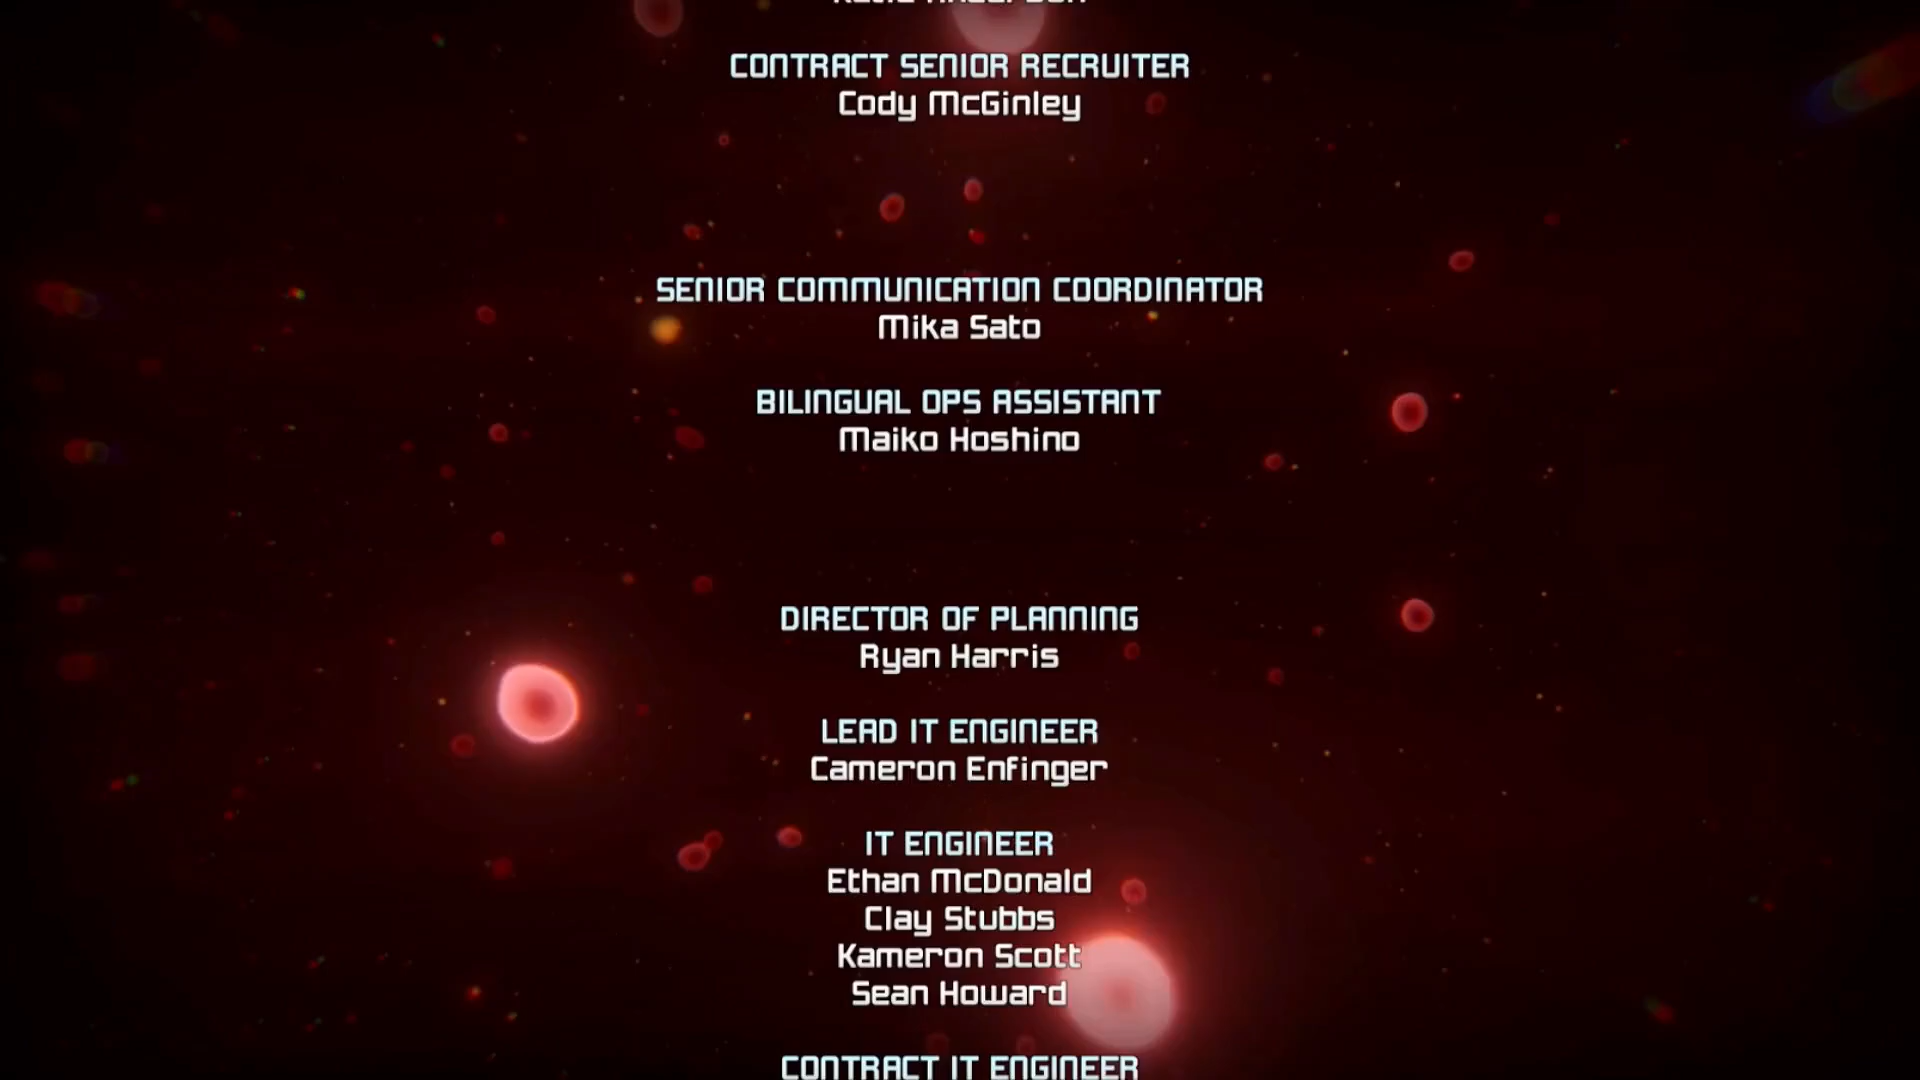 CONTRACT SENIOR RECRUITER
Cody McGinley
SENIOR COMMUNICATION COORDINATOR
Mika Sato
BILINGUAL OPS ASSISTANT
Maiko Hoshino
DIRECTOR OF PLANNING
Ryan Harris
LEAD IT ENGINEER
Cameron Enfinger
IT ENGINEER
Ethan McDonald
Clay Stubbs
Kameron Scott
Sean Howard
CONTRACT IT ENGINEER